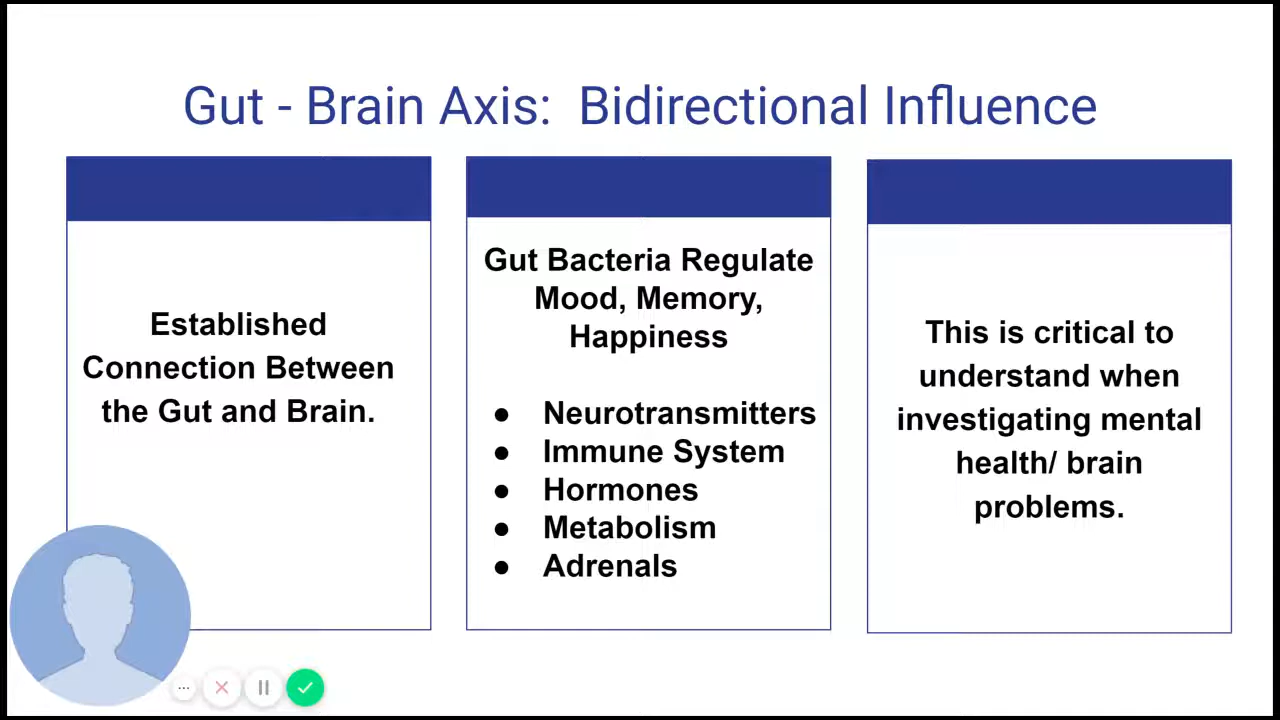 Gut - Brain Axis:  Bidirectional Influence
Established
Connection Between
the Gut and Brain.
Gut Bacteria Regulate
Mood, Memory,
Happiness
● Neurotransmitters
● Immune System
● Hormones
● Metabolism
● Adrenals
This is critical to
understand when
investigating mental
health/ brain
problems.